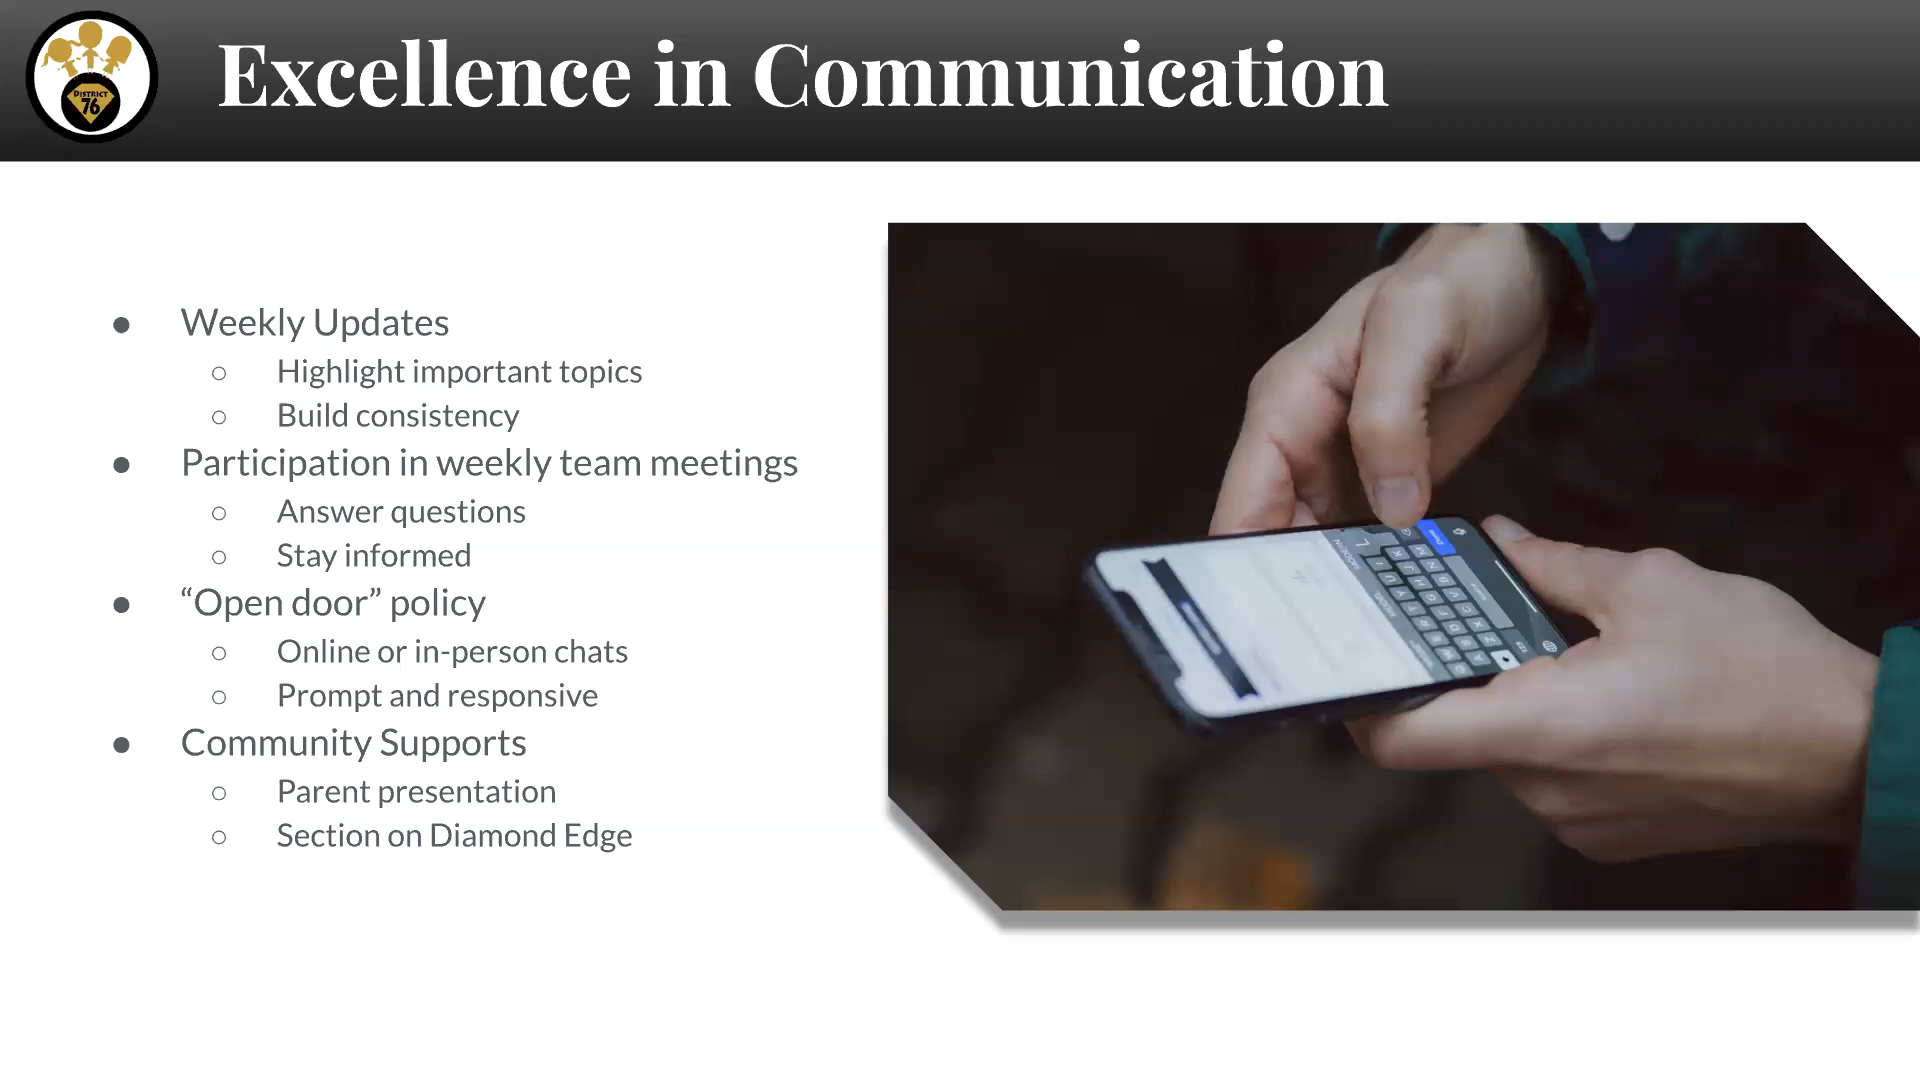 DISTRICT
76
Excellence in Communication
● Weekly Updates
○ Highlight important topics
○ Build consistency
● Participation in weekly team meetings
○ Answer questions
○ Stay informed
● “Open door” policy
○ Online or in-person chats
○ Prompt and responsive
● Community Supports
○ Parent presentation
○ Section on Diamond Edge